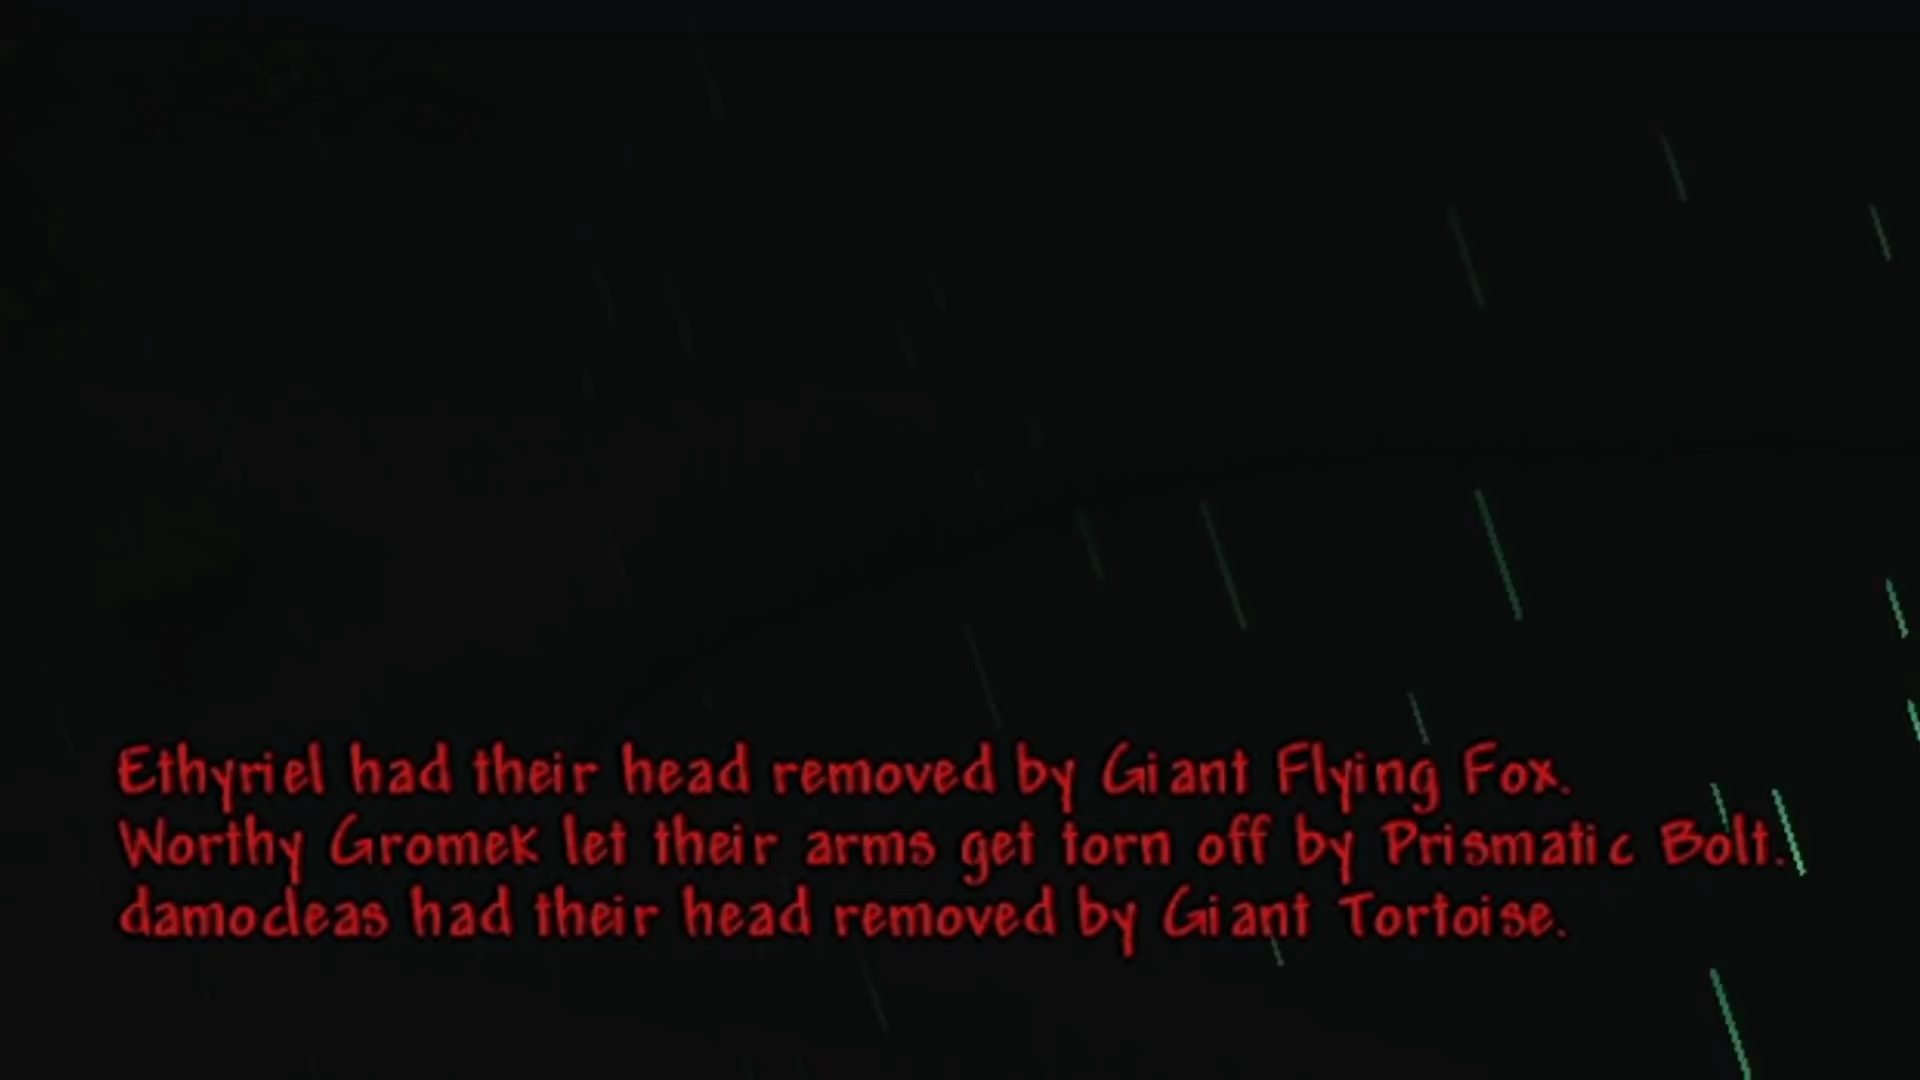 Ethyriel had their head removed by Giant Flying Fox.
Worthy Gromek let their arms get torn off by Prismatic Bolt.
damocleas had their head removed by Giant Tortoise.